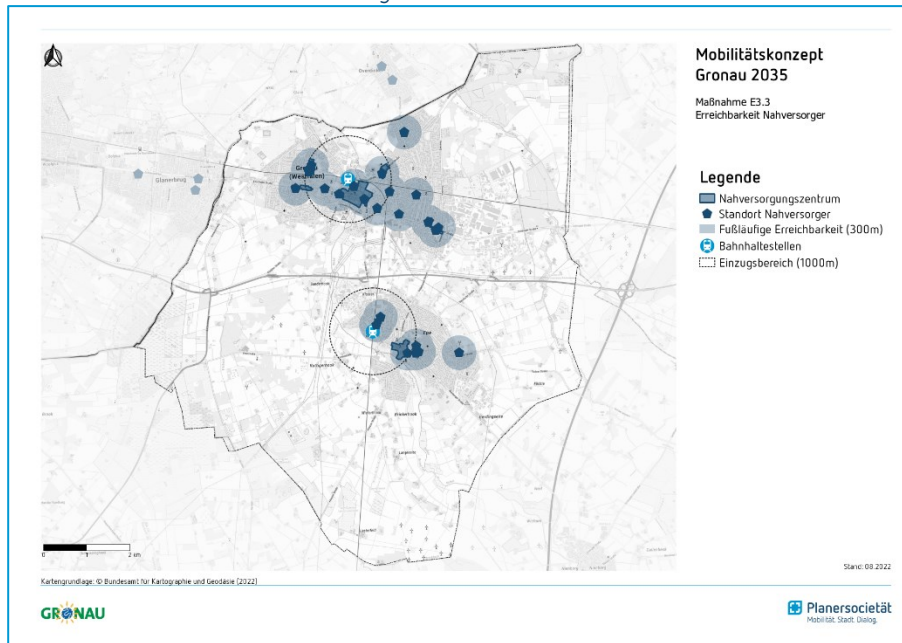 Mobilitätskonzept
Gronau 2035
Maßnahme E3.3
Erreichbarkeit Nahversorger
Legende
Nahversorgungszentrum
Standort Nahversorger
Fußläufige Erreichbarkeit (300m)
Bahnhaltestellen
Einzugsbereich (1000m)
Glanerbrug
(Westfalen)
Epe
0 1 2 km
Stand: 08.2022
Kartengrundlage: © Bundesamt für Kartographie und Geodäsie (2022)
GRONAU
Planersocietät
Mobilität. Stadt. Dialog.